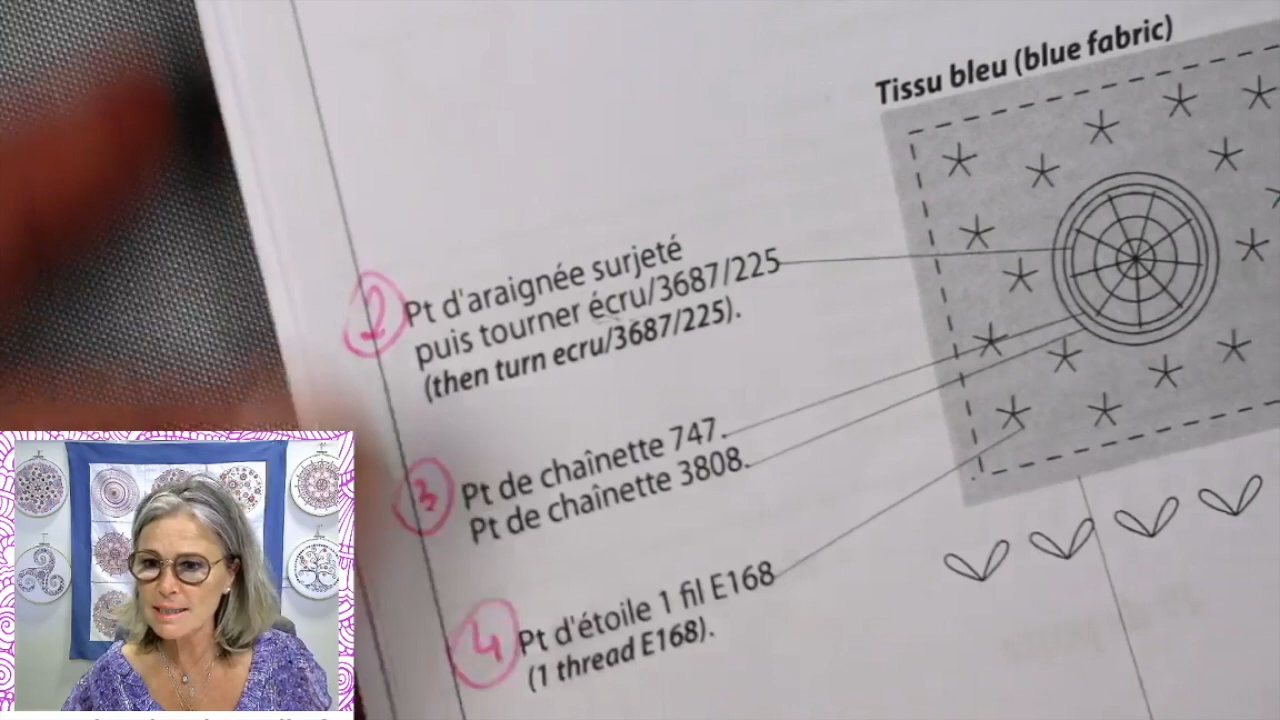 Tissu bleu (blue fabric)
2 Pt d'araignée surjeté
puis tourner écru/3687/225
(then turn ecru/3687/225).
3 Pt de chaînette 747.
Pt de chaînette 3808.
4 Pt d'étoile 1 fil E168
(1 thread E168).